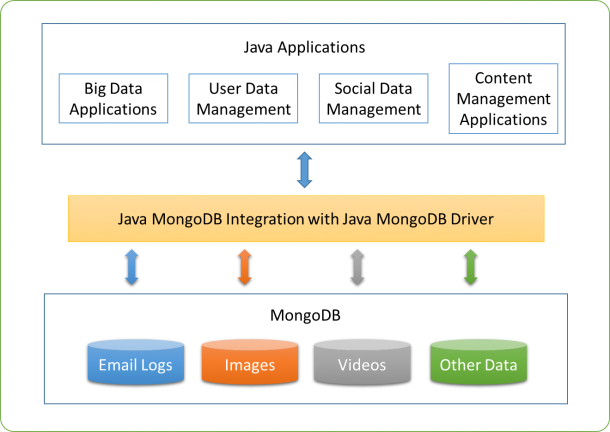 Java Applications
Big Data
Applications
User Data
Management
Social Data
Management
Content
Management
Applications
Java MongoDB Integration with Java MongoDB Driver
MongoDB
Email Logs
Images
Videos
Other Data